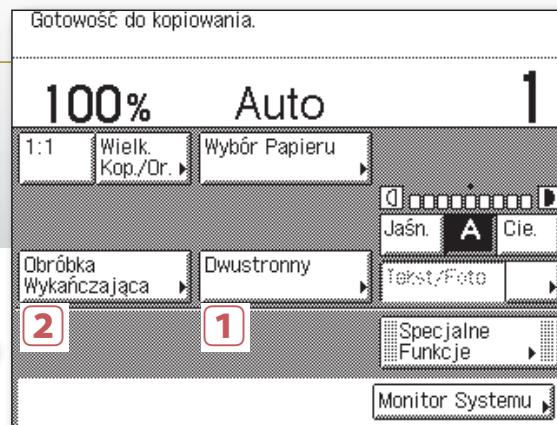 Gotowość do kopiowania.
100% Auto 1
1:1 Wielk. Kop./Or. Wybór Papieru
Jaśn. A Cie.
Obróbka Wykańczająca Dwustronny Tekst/Foto
2 1
Specjalne Funkcje
Monitor Systemu